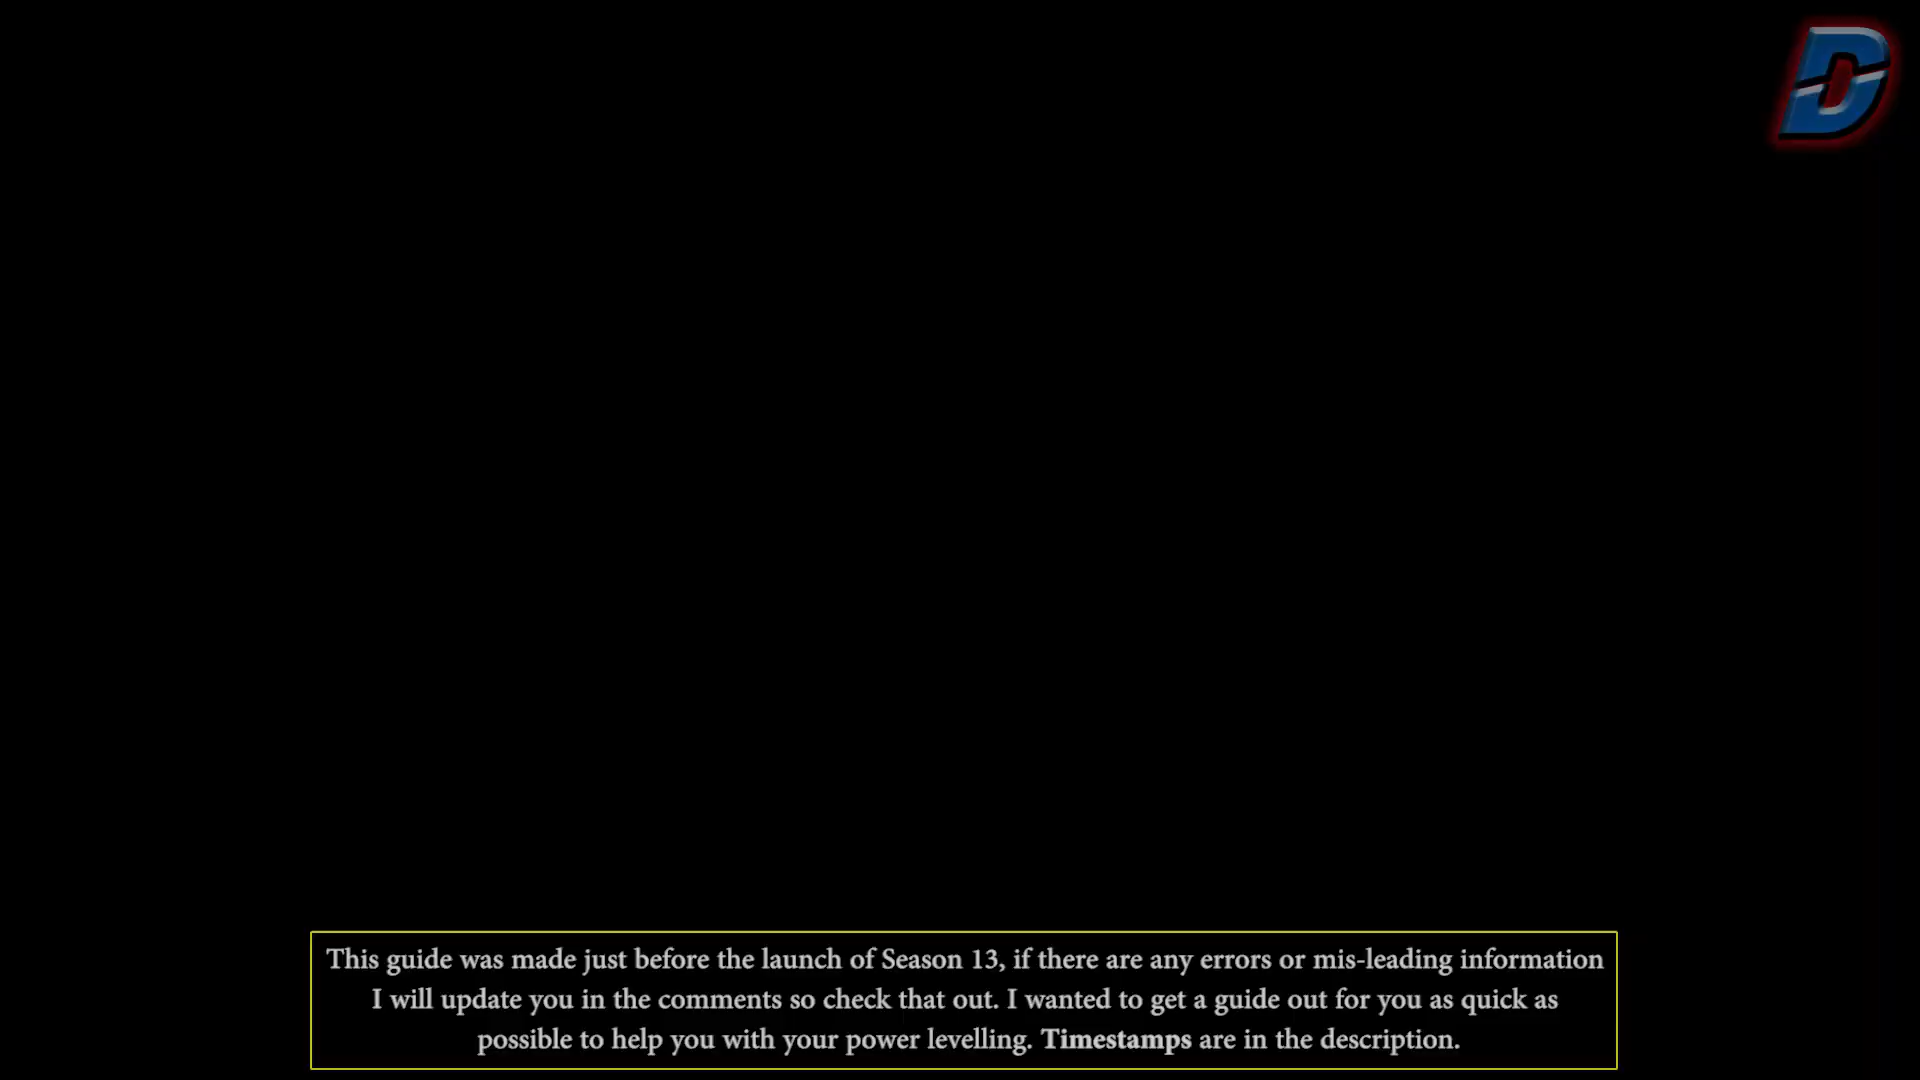 D
This guide was made just before the launch of Season 13, if there are any errors or mis-leading information
I will update you in the comments so check that out. I wanted to get a guide out for you as quick as
possible to help you with your power levelling. Timestamps are in the description.